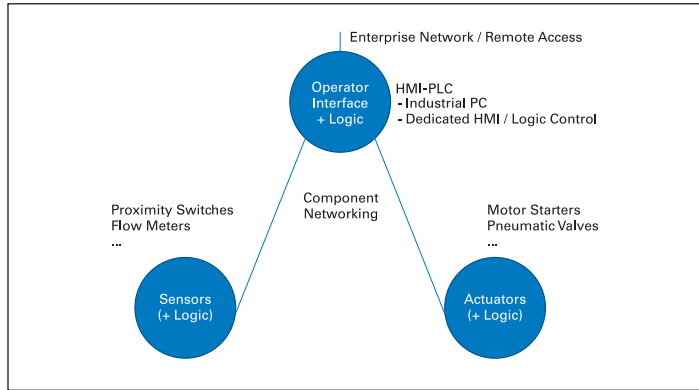 Enterprise Network / Remote Access
Operator
Interface
+ Logic
HMI-PLC
- Industrial PC
- Dedicated HMI / Logic Control
Component
Networking
Proximity Switches
Flow Meters
...
Motor Starters
Pneumatic Valves
...
Sensors
(+ Logic)
Actuators
(+ Logic)